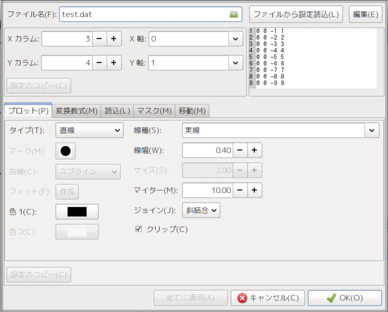 ファイル名(F): test.dat ファイルから設定読込(L) 編集(E)
X カラム: 3 X 軸: 0
Y カラム: 4 Y 軸: 1
設定のコピー(C)
1 0 0 -1 1
2 0 0 -2 2
3 0 0 -3 3
4 0 0 -4 4
5 0 0 -5 5
6 0 0 -6 6
7 0 0 -7 7
8 0 0 -8 8
9 0 0 -9 9
プロット(P) 変換数式(M) 読込(L) マスク(M) 移動(M)
タイプ(T): 直線 線種(S): 実線
マーク(M): 線幅(W): 0.40
曲線(C): スプライン サイズ(S): 2.00
フィット(F): 作成 マイター(M): 10.00
色 1(C): ジョイン(J): 斜結合
色 2(C): クリップ(C)
設定のコピー(C)
全てに適用(A) キャンセル(C) OK(O)